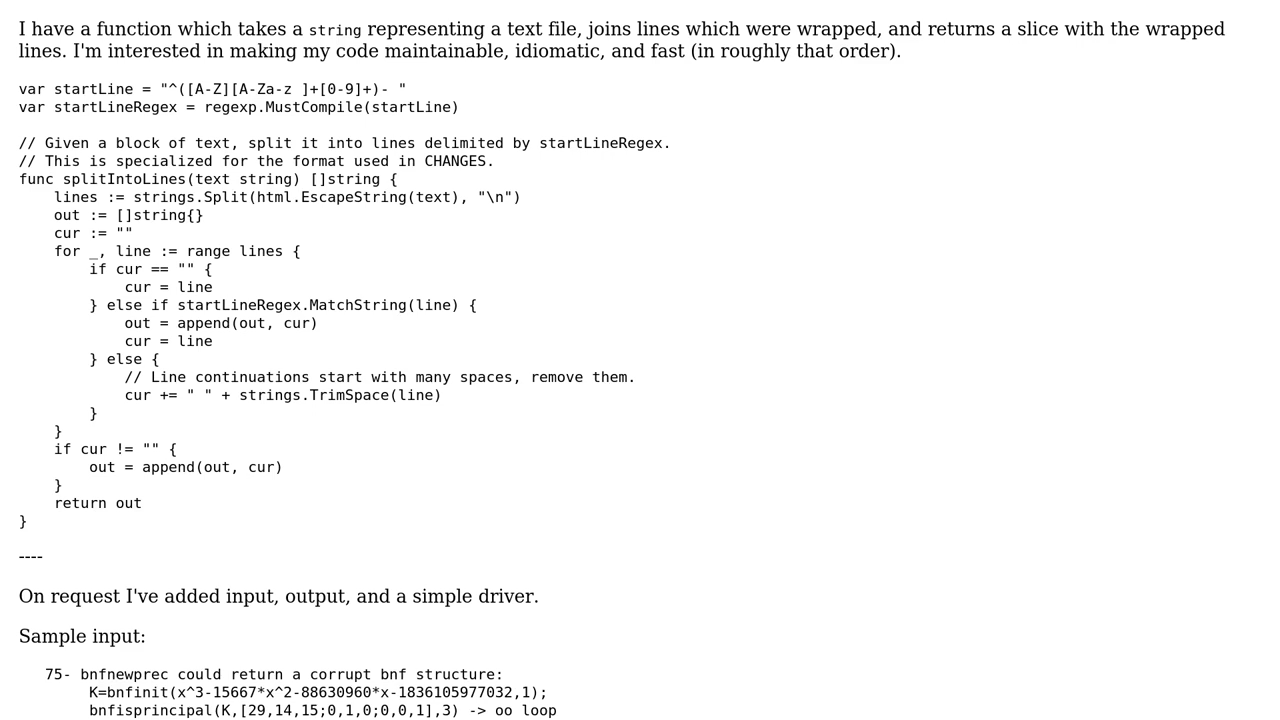 I have a function which takes a string representing a text file, joins lines which were wrapped, and returns a slice with the wrapped
lines. I'm interested in making my code maintainable, idiomatic, and fast (in roughly that order).
var startLine = "^([A-Z][A-Za-z ]+[0-9]+)- "
var startLineRegex = regexp.MustCompile(startLine)
// Given a block of text, split it into lines delimited by startLineRegex.
// This is specialized for the format used in CHANGES.
func splitIntoLines(text string) []string {
    lines := strings.Split(html.EscapeString(text), "\n")
    out := []string{}
    cur := ""
    for _, line := range lines {
        if cur == "" {
            cur = line
        } else if startLineRegex.MatchString(line) {
            out = append(out, cur)
            cur = line
        } else {
            // Line continuations start with many spaces, remove them.
            cur += " " + strings.TrimSpace(line)
        }
    }
    if cur != "" {
        out = append(out, cur)
    }
    return out
}
----
On request I've added input, output, and a simple driver.
Sample input:
   75- bnfnewprec could return a corrupt bnf structure:
        K=bnfinit(x^3-15667*x^2-88630960*x-1836105977032,1);
        bnfisprincipal(K,[29,14,15;0,1,0;0,0,1],3) -> oo loop